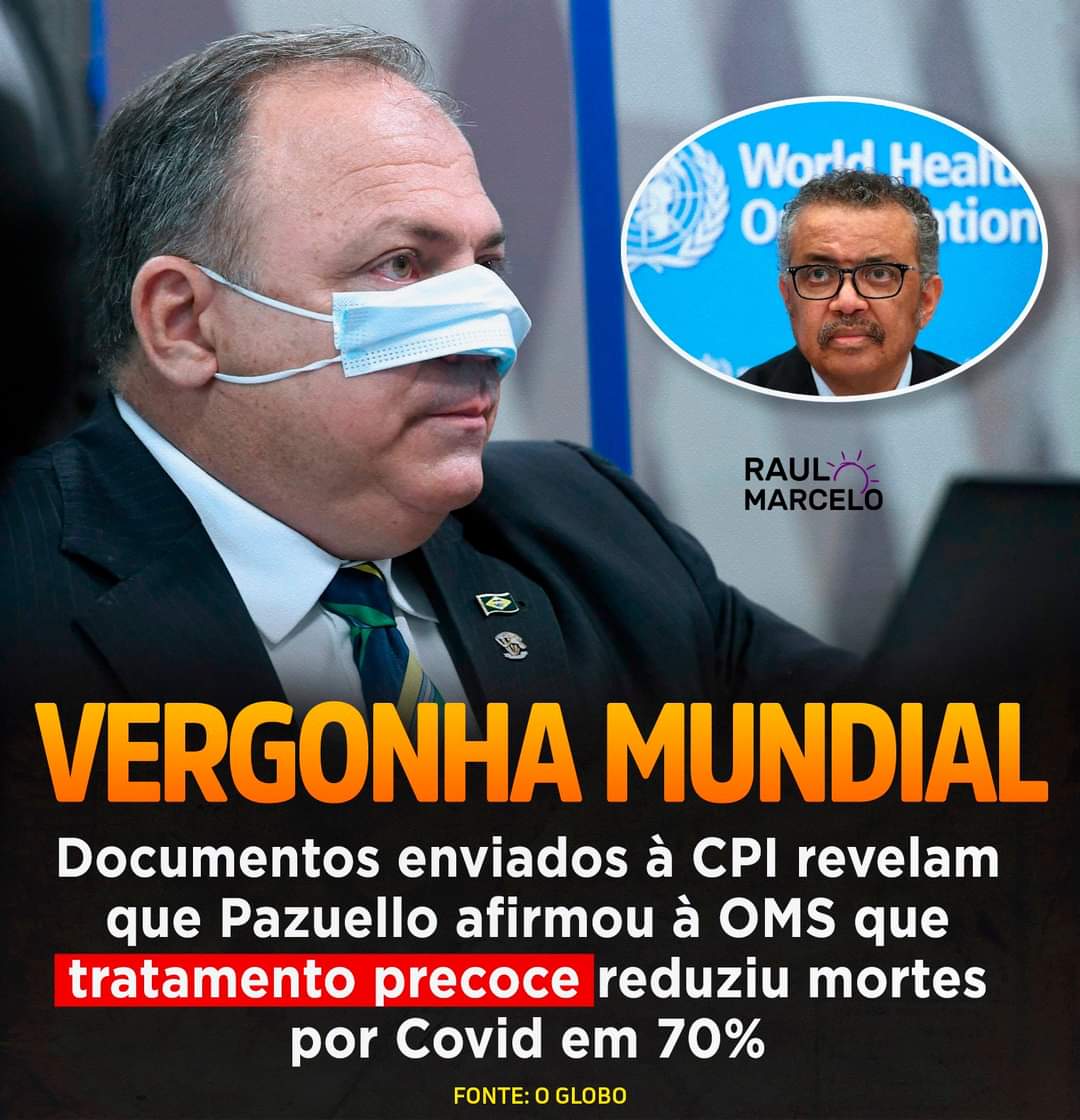 World Health
Organization
RAUL
MARCELO
VERGONHA MUNDIAL
Documentos enviados à CPI revelam
que Pazuello afirmou à OMS que
tratamento precoce reduziu mortes
por Covid em 70%
FONTE: O GLOBO